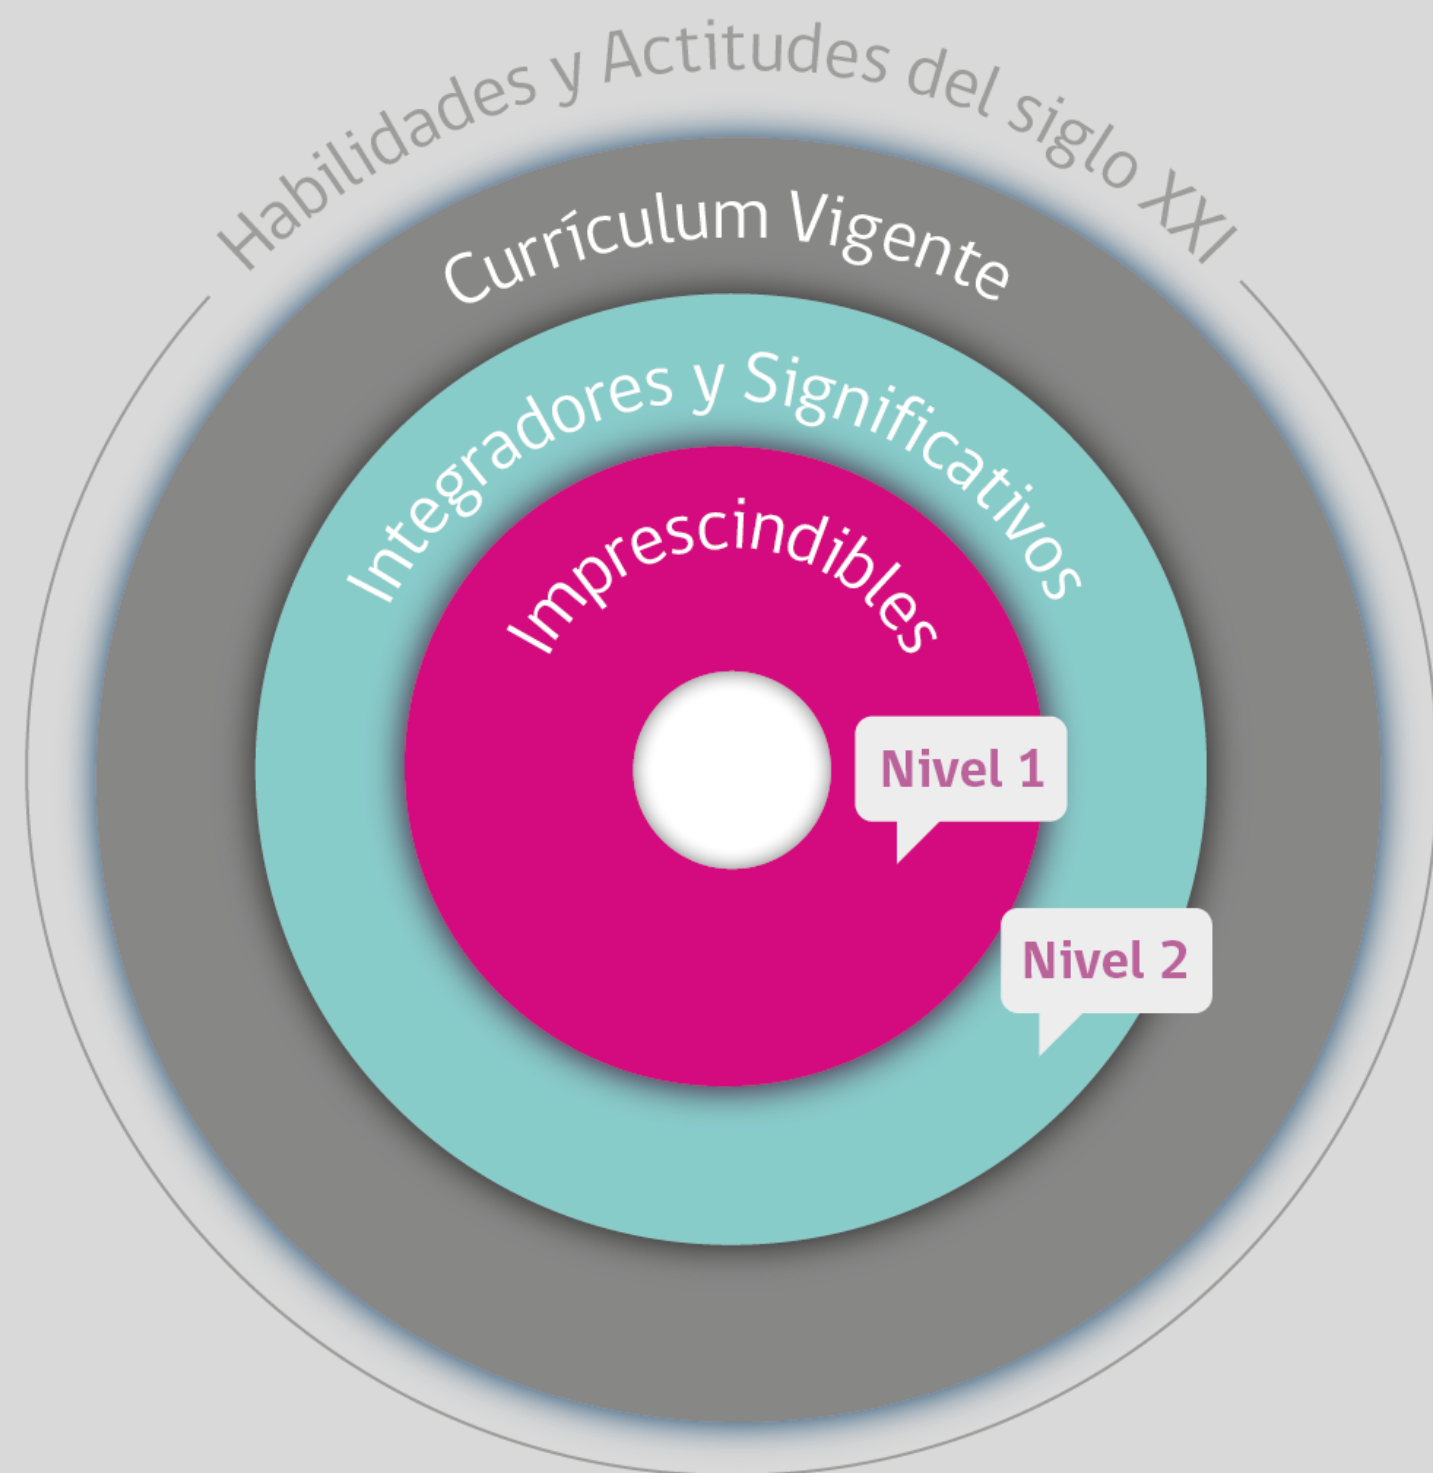 Habilidades y Actitudes del siglo XXI
Currículum Vigente
Integradores y Significativos
Imprescindibles
Nivel 1
Nivel 2